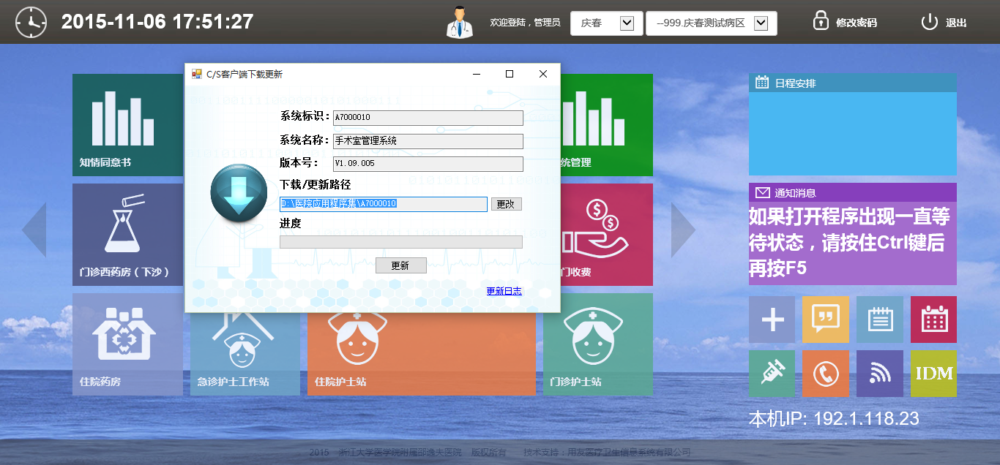 2015-11-06 17:51:27
欢迎登陆，管理员
庆春
--999.庆春测试病区
修改密码
退出
C/S客户端下载更新
系统标识：
A7000010
系统名称：
手术室管理系统
版本号：
V1.09.005
下载/更新路径
D:\医院应用程序集\A7000010
更改
进度
更新
更新日志
知情同意书
统管理
门诊西药房（下沙）
门收费
住院药房
急诊护士工作站
住院护士站
门诊护士站
日程安排
通知消息
如果打开程序出现一直等
待状态，请按住Ctrl键后
再按F5
IDM
本机IP: 192.1.118.23
2015 浙江大学医学院附属邵逸夫医院 版权所有 技术支持：用友医疗卫生信息系统有限公司